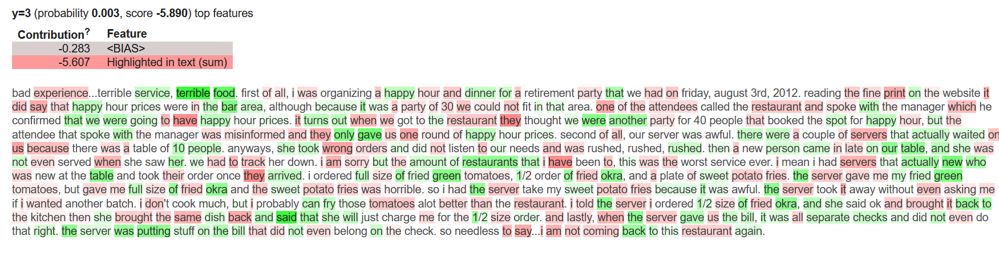 y=3 (probability 0.003, score -5.890) top features
Contribution? Feature
-0.283 <BIAS>
-5.607 Highlighted in text (sum)
bad experience...terrible service, terrible food. first of all, i was organizing a happy hour and dinner for a retirement party that we had on friday, august 3rd, 2012. reading the fine print on the website it
did say that happy hour prices were in the bar area, although because it was a party of 30 we could not fit in that area. one of the attendees called the restaurant and spoke with the manager which he
confirmed that we were going to have happy hour prices. it turns out when we got to the restaurant they thought we were another party for 40 people that booked the spot for happy hour, but the
attendee that spoke with the manager was misinformed and they only gave us one round of happy hour prices. second of all, our server was awful. there were a couple of servers that actually waited on
us because there was a table of 10 people. anyways, she took wrong orders and did not listen to our needs and was rushed, rushed, rushed. then a new person came in late on our table, and she was
not even served when she saw her. we had to track her down. i am sorry but the amount of restaurants that i have been to, this was the worst service ever. i mean i had servers that actually new who
was new at the table and took their order once they arrived. i ordered full size of fried green tomatoes, 1/2 order of fried okra, and a plate of sweet potato fries. the server gave me my fried green
tomatoes, but gave me full size of fried okra and the sweet potato fries was horrible. so i had the server take my sweet potato fries because it was awful. the server took it away without even asking me
if i wanted another batch. i don't cook much, but i probably can fry those tomatoes alot better than the restaurant. i told the server i ordered 1/2 size of fried okra, and she said ok and brought it back to
the kitchen then she brought the same dish back and said that she will just charge me for the 1/2 size order. and lastly, when the server gave us the bill, it was all separate checks and did not even do
that right. the server was putting stuff on the bill that did not even belong on the check. so needless to say...i am not coming back to this restaurant again.